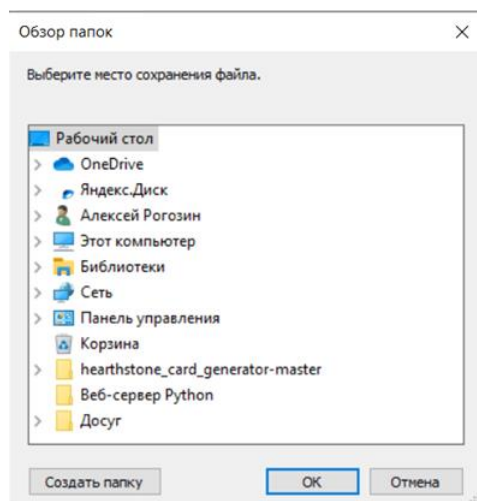 Обзор папок
Выберите место сохранения файла.
Рабочий стол
OneDrive
Яндекс.Диск
Алексей Рогозин
Этот компьютер
Библиотеки
Сеть
Панель управления
Корзина
hearthstone_card_generator-master
Веб-сервер Python
Досуг
Создать папку OK Отмена